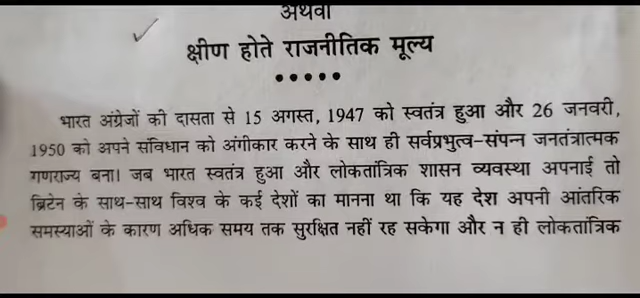 अथवा
क्षीण होते राजनीतिक मूल्य
•••••
भारत अंग्रेजों की दासता से 15 अगस्त, 1947 को स्वतंत्र हुआ और 26 जनवरी,
1950 को अपने संविधान को अंगीकार करने के साथ ही सर्वप्रभुत्व-संपन्न जनतंत्रात्मक
गणराज्य बना। जब भारत स्वतंत्र हुआ और लोकतांत्रिक शासन व्यवस्था अपनाई तो
ब्रिटेन के साथ-साथ विश्व के कई देशों का मानना था कि यह देश अपनी आंतरिक
समस्याओं के कारण अधिक समय तक सुरक्षित नहीं रह सकेगा और न ही लोकतांत्रिक